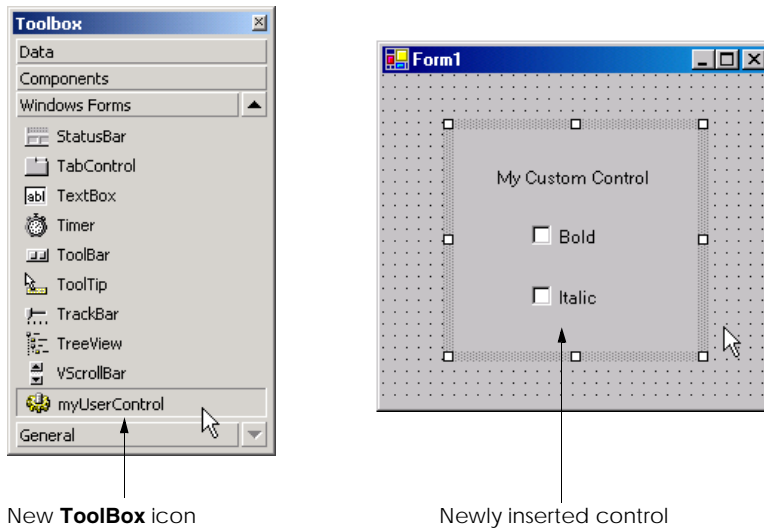 Toolbox
Data
Components
Windows Forms
StatusBar
TabControl
abl TextBox
Timer
ToolBar
ToolTip
TrackBar
TreeView
VScrollBar
myUserControl
General
New ToolBox icon
Form1
My Custom Control
Bold
Italic
Newly inserted control